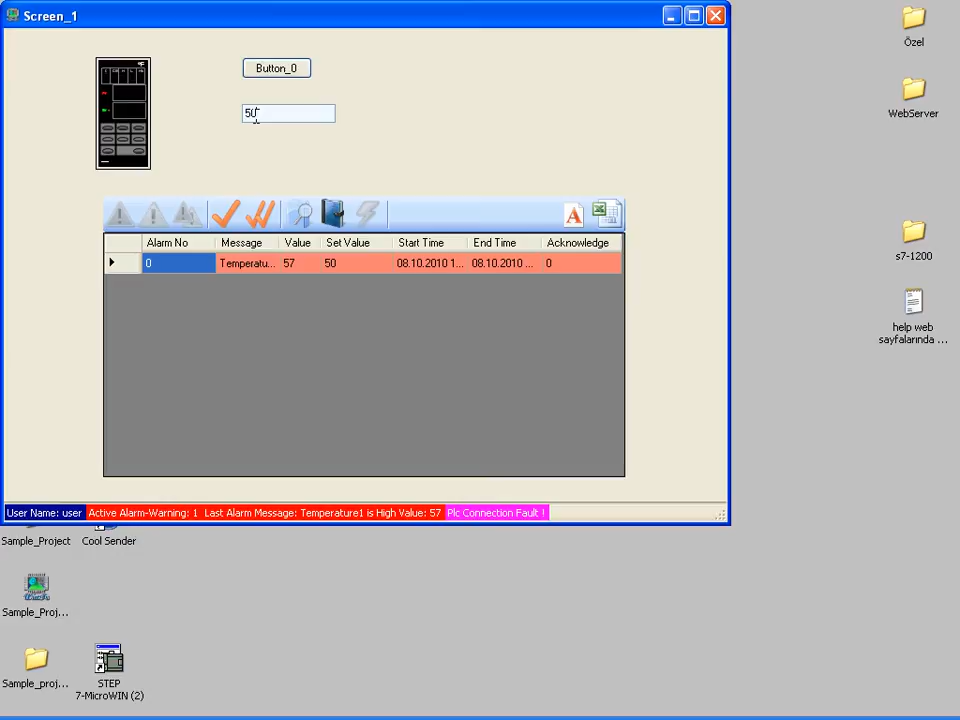 Screen_1
Özel
Button_0
50
WebServer
Alarm No Message Value Set Value Start Time End Time Acknowledge
0 Temperatu... 57 50 08.10.2010 1... 08.10.2010 ... 0
s7-1200
help web
sayfalarında ...
User Name: user Active Alarm-Warning: 1 Last Alarm Message: Temperature1 is High Value: 57 Plc Connection Fault !
Sample_Project Cool Sender
Sample_Proj...
Sample_proj... STEP
7-MicroWIN (2)